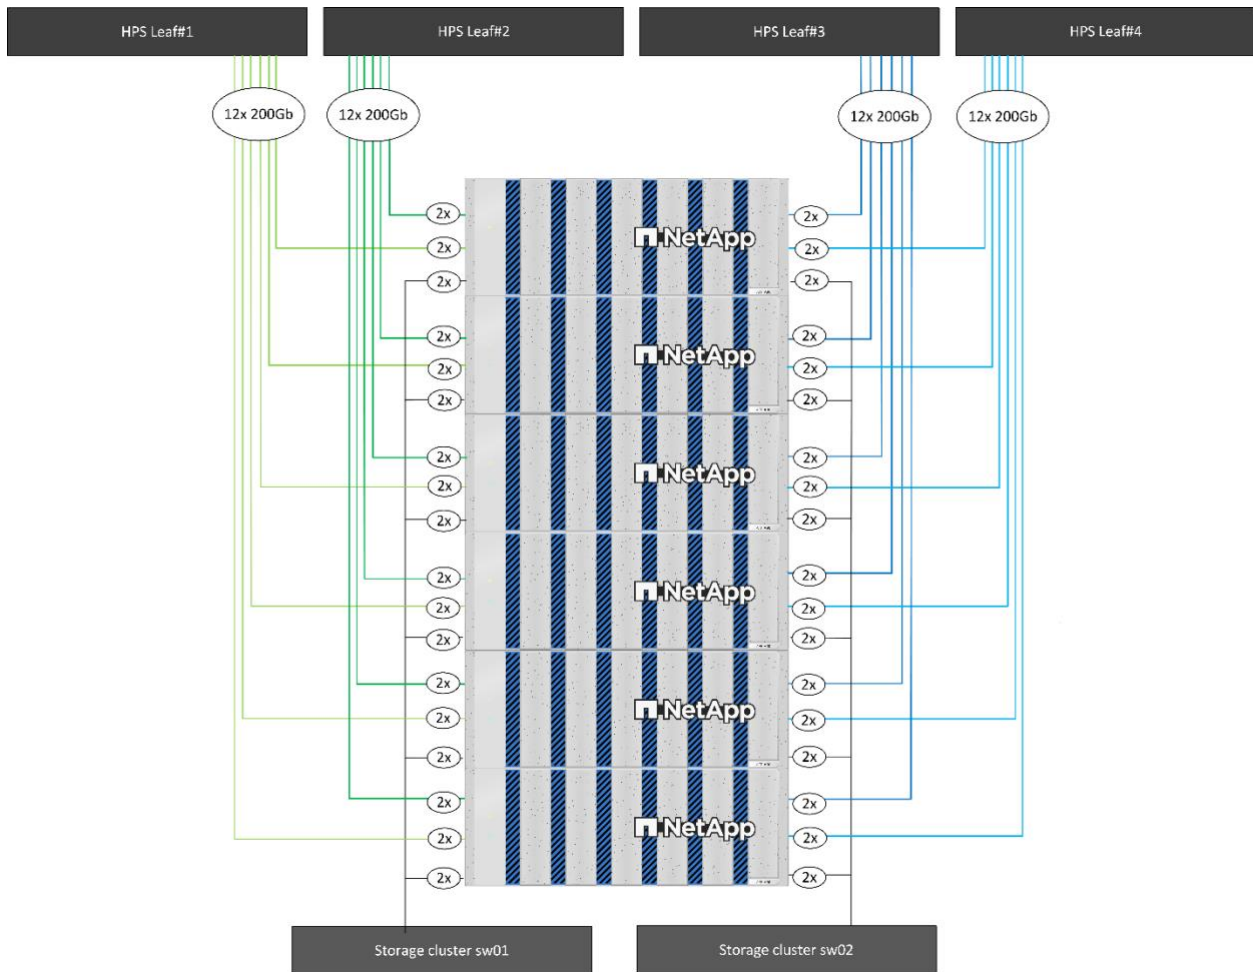 HPS Leaf#1 HPS Leaf#2 HPS Leaf#3 HPS Leaf#4
12x 200Gb 12x 200Gb 12x 200Gb 12x 200Gb
2x 2x
NetApp
2x 2x
2x 2x
2x 2x
NetApp
2x 2x
2x 2x
2x 2x
NetApp
2x 2x
2x 2x
2x 2x
NetApp
2x 2x
2x 2x
2x 2x
NetApp
2x 2x
2x 2x
2x 2x
NetApp
2x 2x
2x 2x
Storage cluster sw01 Storage cluster sw02